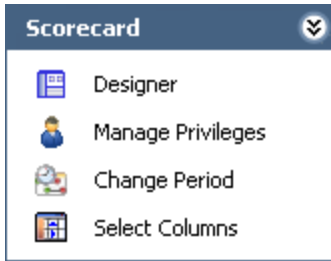 Scorecard
Designer
Manage Privileges
Change Period
Select Columns